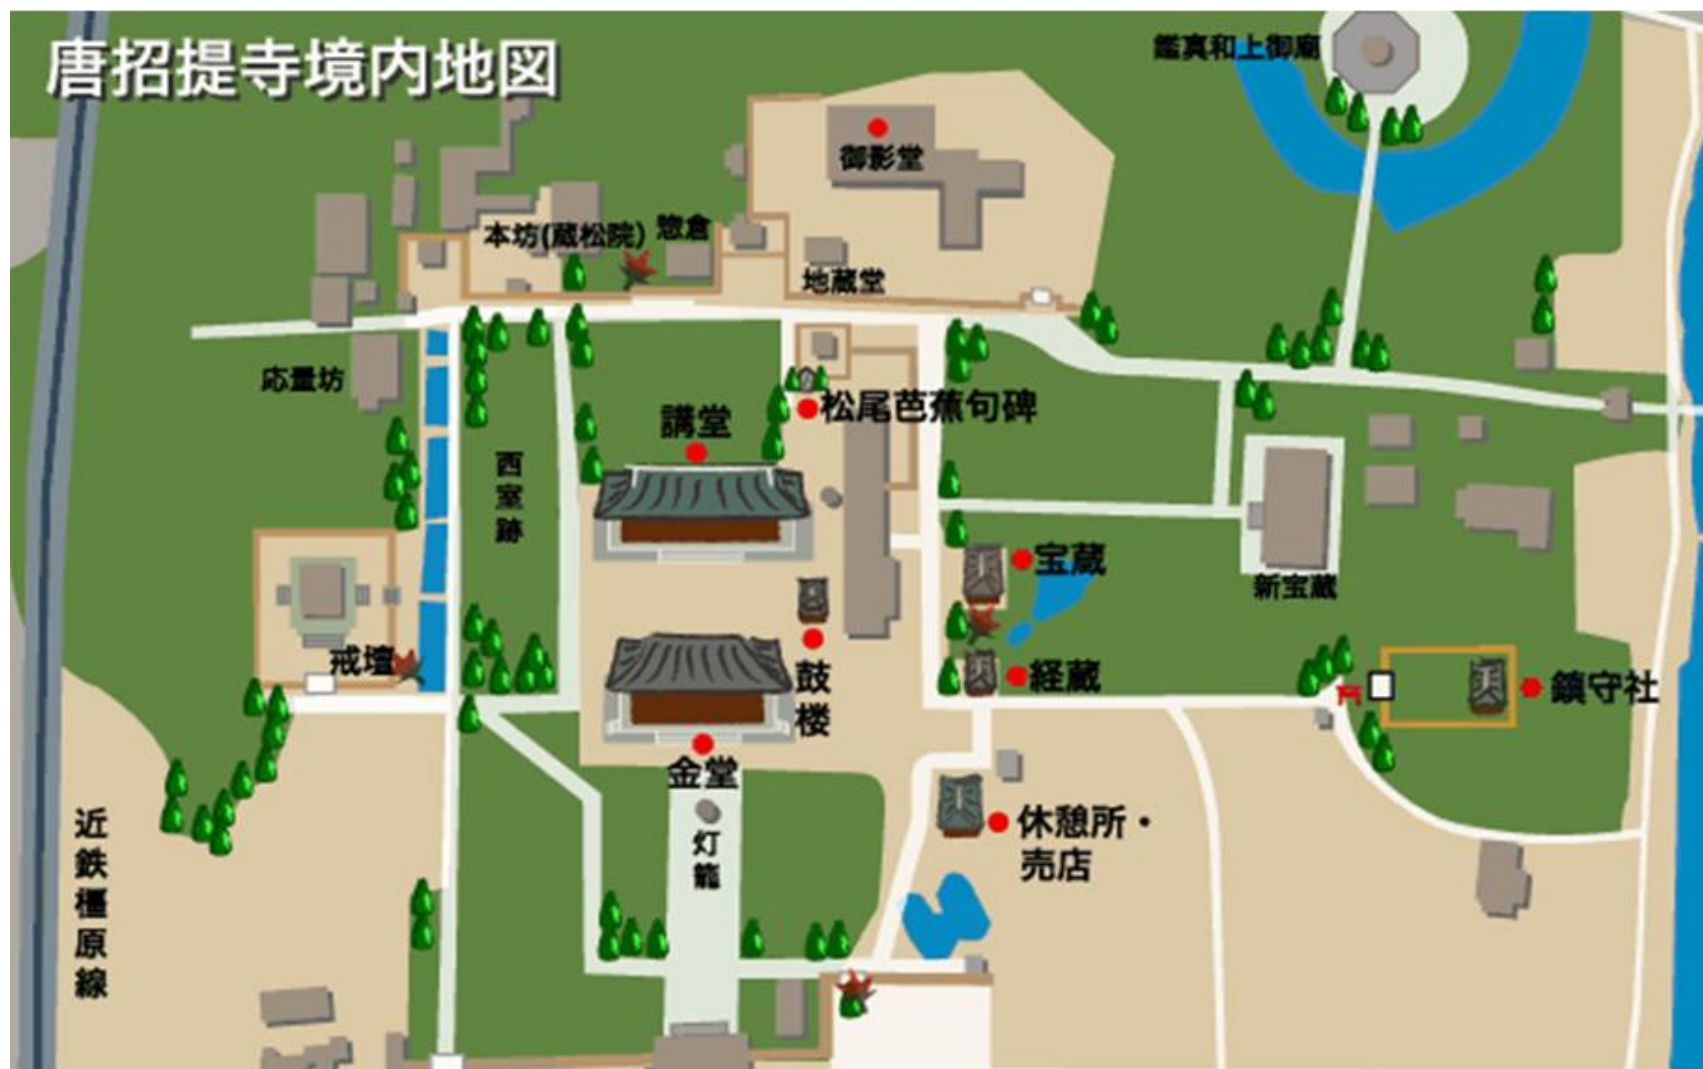 唐招提寺境内地図
鑑真和上御廟
御影堂
本坊(蔵松院)
惣倉
地蔵堂
応量坊
松尾芭蕉句碑
講堂
西室跡
宝蔵
新宝蔵
戒壇
経蔵
鼓楼
鎮守社
金堂
灯籠
休憩所・
売店
近鉄橿原線